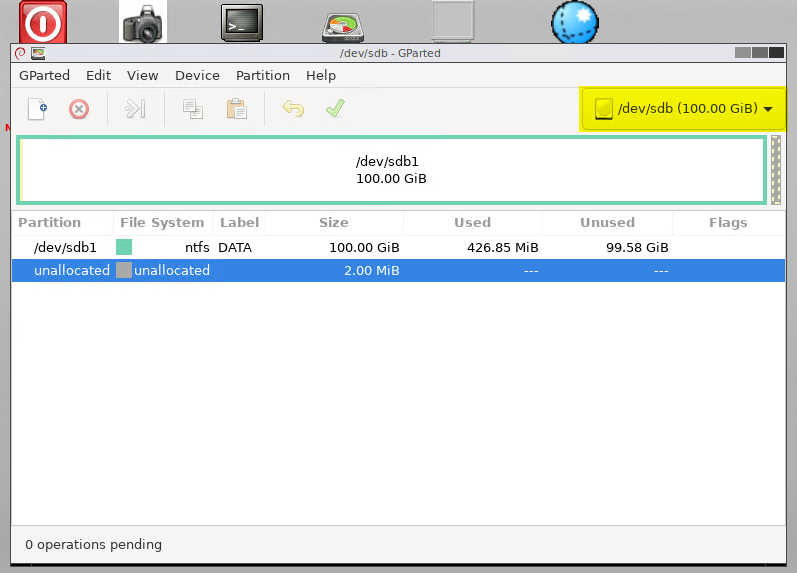 /dev/sdb - GParted
GParted Edit View Device Partition Help
/dev/sdb (100.00 GiB)
/dev/sdb1
100.00 GiB
Partition File System Label Size Used Unused Flags
/dev/sdb1 ntfs DATA 100.00 GiB 426.85 MiB 99.58 GiB
unallocated unallocated 2.00 MiB --- ---
0 operations pending